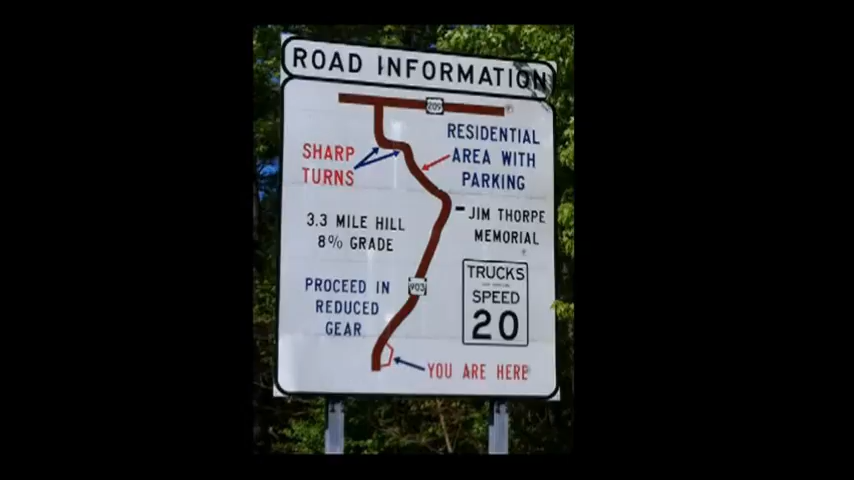 ROAD INFORMATION
209
RESIDENTIAL
AREA WITH
PARKING
SHARP
TURNS
JIM THORPE
MEMORIAL
3.3 MILE HILL
8% GRADE
PROCEED IN
REDUCED
GEAR
903
TRUCKS
SPEED
20
YOU ARE HERE